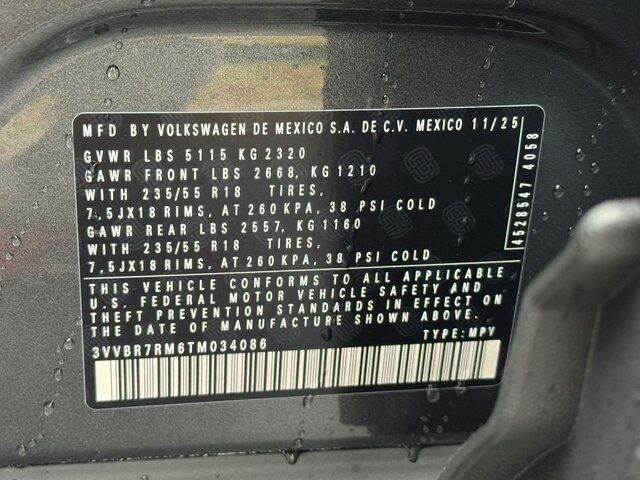 MFD BY VOLKSWAGEN DE MEXICO S.A. DE C.V. MEXICO 11/25
GVWR LBS 5115 KG 2320
GAWR FRONT LBS 2668, KG 1210
WITH 235/55 R18 TIRES,
7,5JX18 RIMS, AT 260 KPA, 38 PSI COLD
GAWR REAR LBS 2557, KG 1160
WITH 235/55 R18 TIRES,
7,5JX18 RIMS, AT 260 KPA, 38 PSI COLD
THIS VEHICLE CONFORMS TO ALL APPLICABLE
U.S. FEDERAL MOTOR VEHICLE SAFETY AND
THEFT PREVENTION STANDARDS IN EFFECT ON
THE DATE OF MANUFACTURE SHOWN ABOVE.
3VVBR7RM6TM034086 TYPE: MPV
4528547 4058